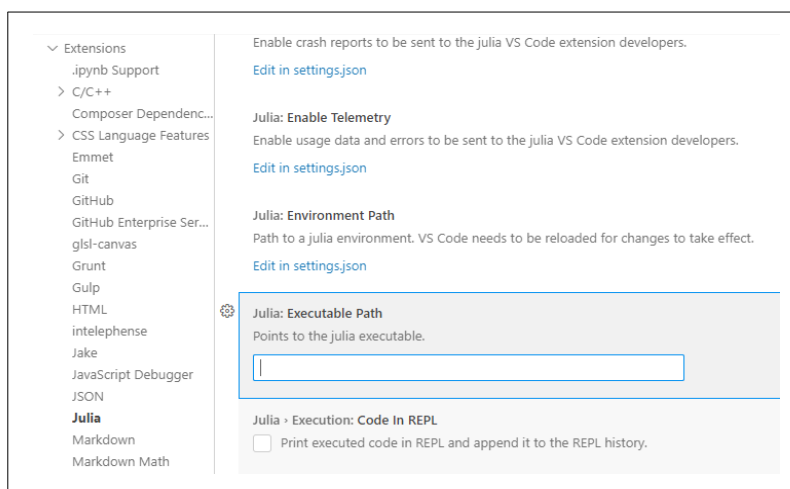 Extensions
.ipynb Support
C/C++
Composer Dependenc...
CSS Language Features
Emmet
Git
GitHub
GitHub Enterprise Ser...
glsl-canvas
Grunt
Gulp
HTML
intelephense
Jake
JavaScript Debugger
JSON
Julia
Markdown
Markdown Math
Enable crash reports to be sent to the julia VS Code extension developers.
Edit in settings.json
Julia: Enable Telemetry
Enable usage data and errors to be sent to the julia VS Code extension developers.
Edit in settings.json
Julia: Environment Path
Path to a julia environment. VS Code needs to be reloaded for changes to take effect.
Edit in settings.json
Julia: Executable Path
Points to the julia executable.
Julia › Execution: Code In REPL
Print executed code in REPL and append it to the REPL history.